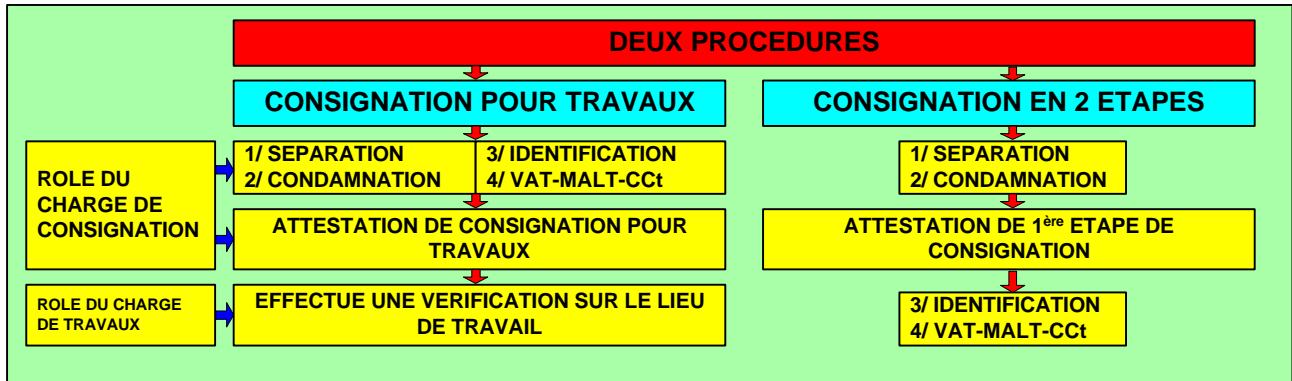 DEUX PROCEDURES
CONSIGNATION POUR TRAVAUX
CONSIGNATION EN 2 ETAPES
ROLE DU
CHARGE DE
CONSIGNATION
1/ SEPARATION
2/ CONDAMNATION
3/ IDENTIFICATION
4/ VAT-MALT-CCt
1/ SEPARATION
2/ CONDAMNATION
ATTESTATION DE CONSIGNATION POUR
TRAVAUX
ATTESTATION DE 1ère ETAPE DE
CONSIGNATION
ROLE DU CHARGE
DE TRAVAUX
EFFECTUE UNE VERIFICATION SUR LE LIEU
DE TRAVAIL
3/ IDENTIFICATION
4/ VAT-MALT-CCt